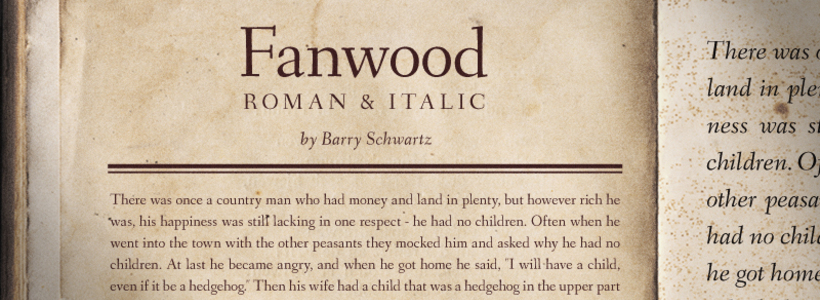 Fanwood
ROMAN & ITALIC
by Barry Schwartz
There was once a country man who had money and land in plenty, but however rich he
was, his happiness was still lacking in one respect - he had no children. Often when he
went into the town with the other peasants they mocked him and asked why he had no
children. At last he became angry, and when he got home he said, "I will have a child,
even if it be a hedgehog." Then his wife had a child that was a hedgehog in the upper part
There was
land in
ness was
children.
other
had no
he got home